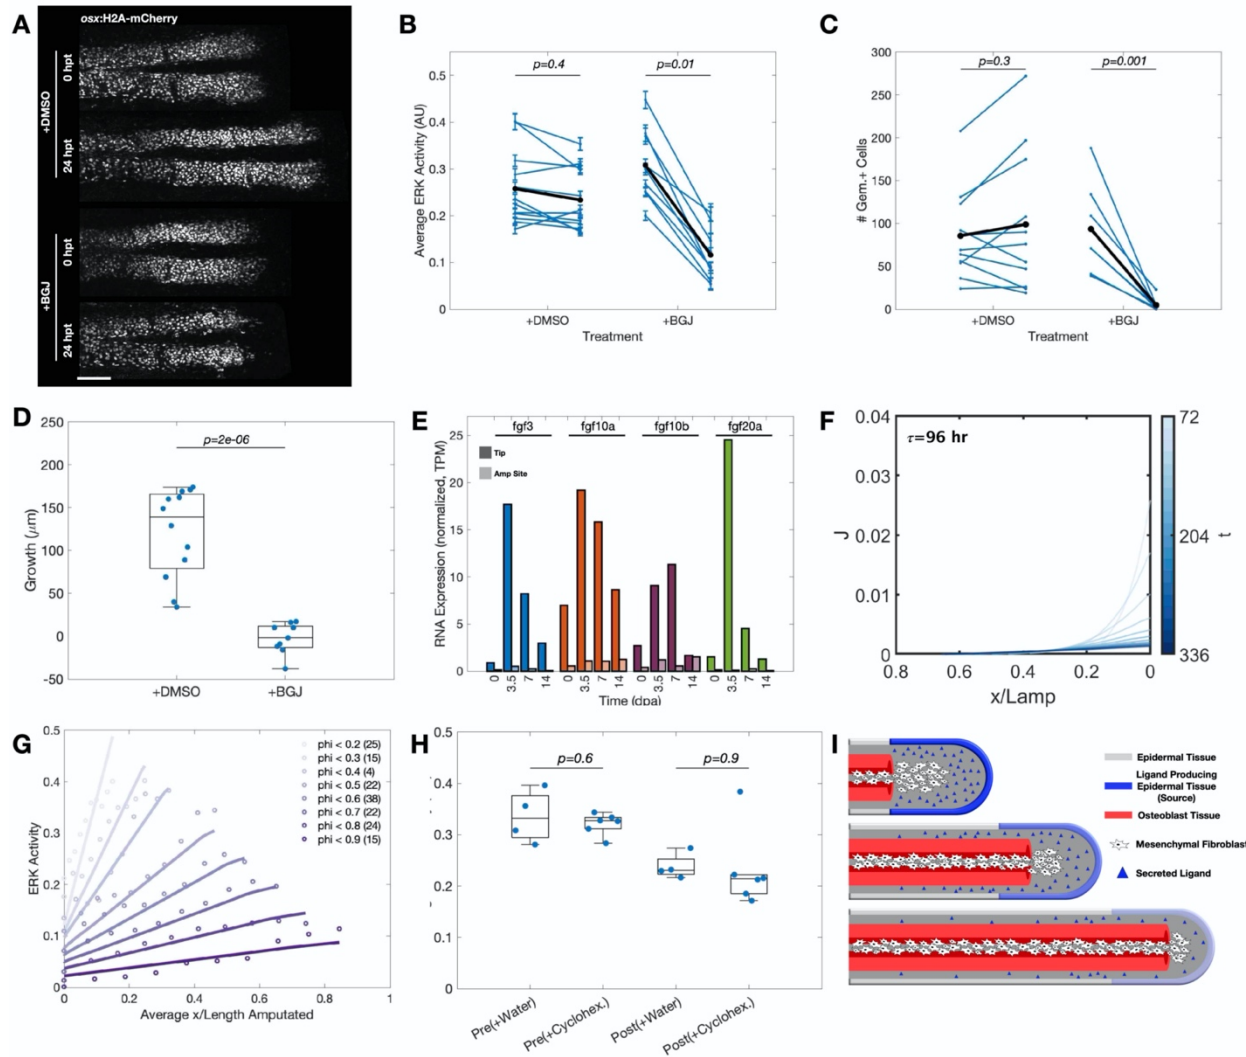 A
osx:H2A-mCherry
0 hpt
+DMSO
24 hpt
0 hpt
+BGJ
24 hpt
B
p=0.4
p=0.01
0.5
0.4
0.3
0.2
0.1
0
Average ERK Activity (AU)
+DMSO
+BGJ
Treatment
C
300
250
200
150
100
50
0
p=0.3
p=0.001
# Gem.+ Cells
+DMSO
+BGJ
Treatment
D
250
200
150
100
50
0
-50
Growth (μm)
p=2e-06
+DMSO
+BGJ
E
fgf3
fgf10a
fgf10b
fgf20a
Tip
Amp Site
25
20
15
10
5
0
RNA Expression (normalized, TPM)
0 3.5 7 14 0 3.5 7 14 0 3.5 7 14 0 3.5 7 14
Time (dpa)
F
0.04
0.03
0.02
0.01
0
J
τ=96 hr
0.8 0.6 0.4 0.2 0
x/Lamp
72
204
336
t
G
0.5
0.4
0.3
0.2
0.1
0
ERK Activity
phi < 0.2 (25)
phi < 0.3 (15)
phi < 0.4 (4)
phi < 0.5 (22)
phi < 0.6 (38)
phi < 0.7 (22)
phi < 0.8 (24)
phi < 0.9 (15)
0 0.2 0.4 0.6 0.8 1
Average x/Length Amputated
H
0.5
0.4
0.3
0.2
0.1
0
p=0.6
p=0.9
Pre(+Water)
Pre(+Cyclohex.)
Post(+Water)
Post(+Cyclohex.)
I
Epidermal Tissue
Ligand Producing
Epidermal Tissue
(Source)
Osteoblast Tissue
Mesenchymal Fibroblast
Secreted Ligand